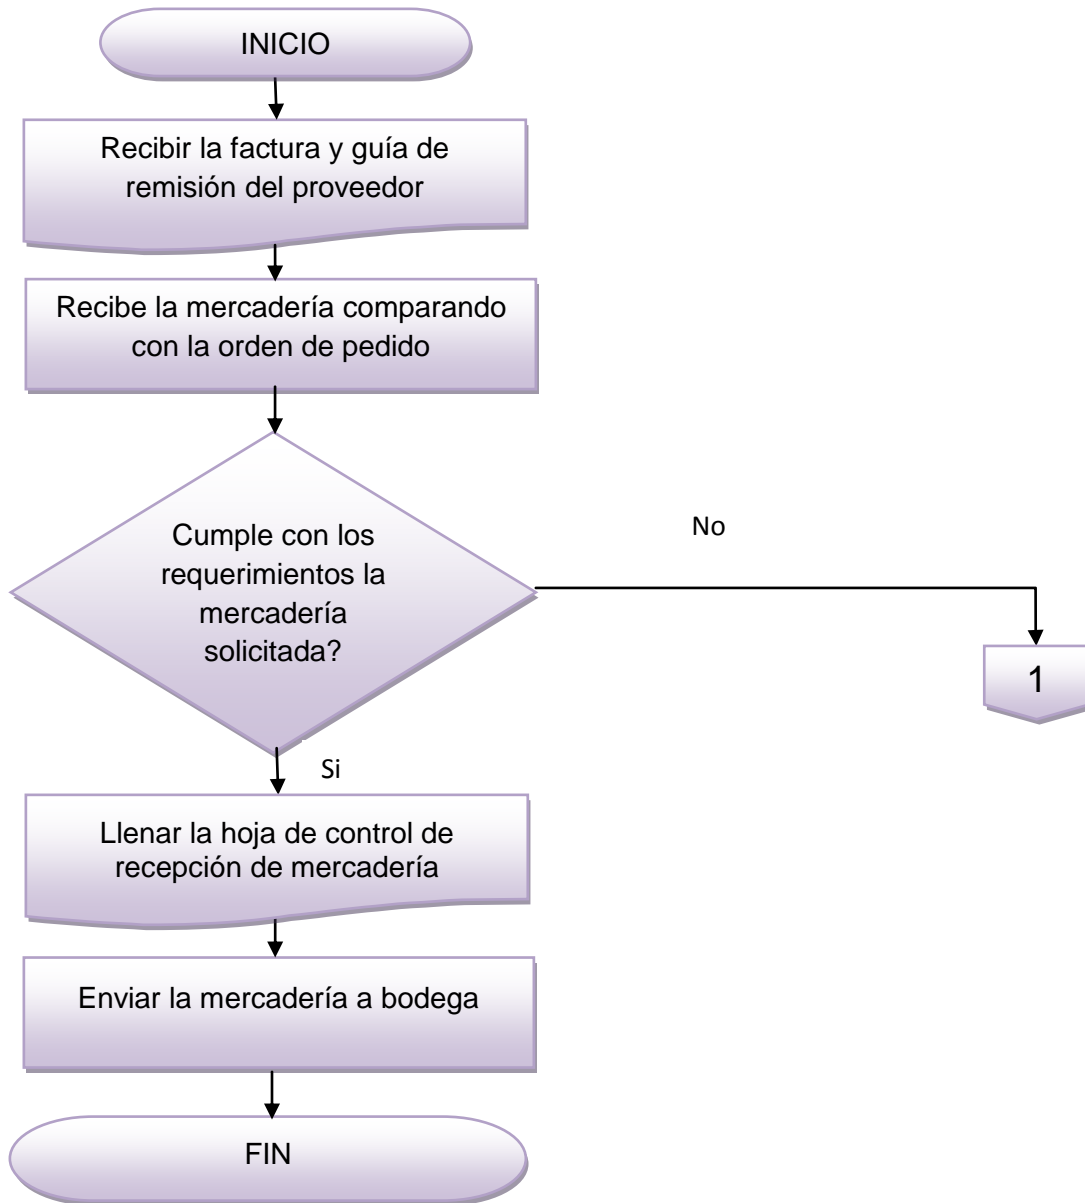 INICIO
Recibir la factura y guía de
remisión del proveedor
Recibe la mercadería comparando
con la orden de pedido
Cumple con los
requerimientos la
mercadería
solicitada?
No
1
Si
Llenar la hoja de control de
recepción de mercadería
Enviar la mercadería a bodega
FIN